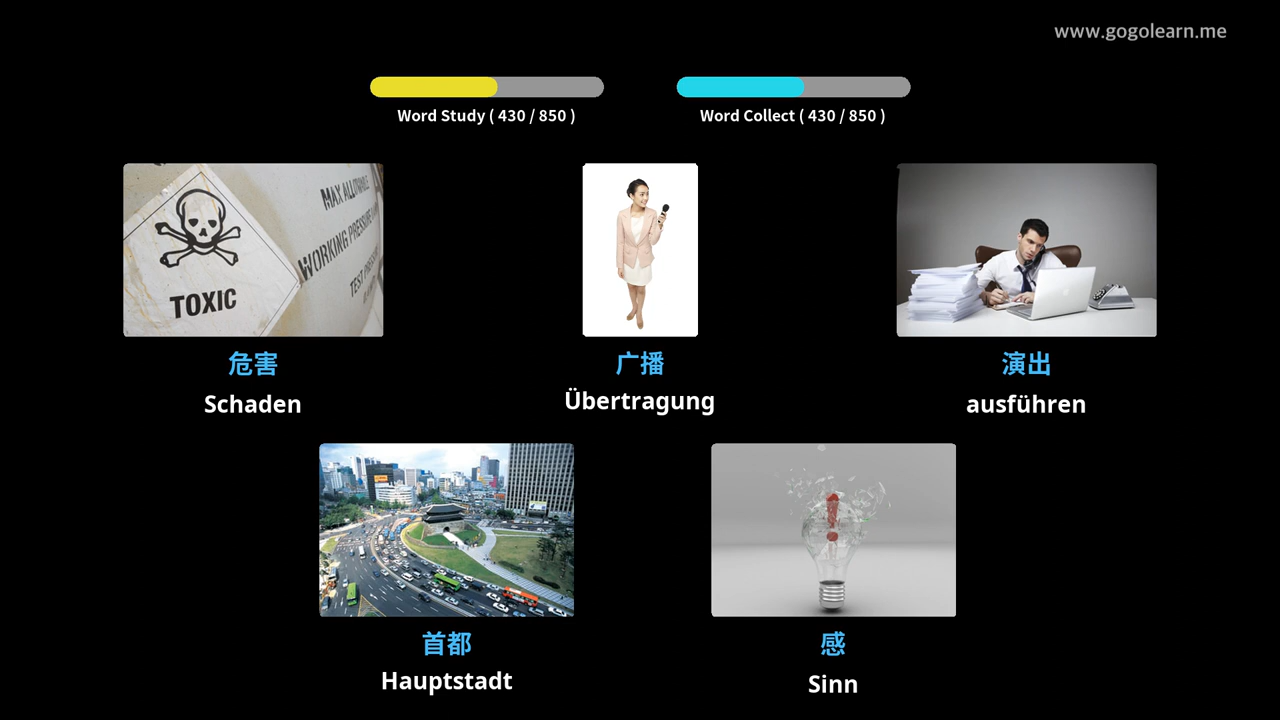 www.gogolearn.me
Word Study ( 430 / 850 )
Word Collect ( 430 / 850 )
MAX ALLOWABLE
WORKING PRESSURE
TEST
TOXIC
危害
广播
演出
Schaden
Übertragung
ausführen
首都
感
Hauptstadt
Sinn